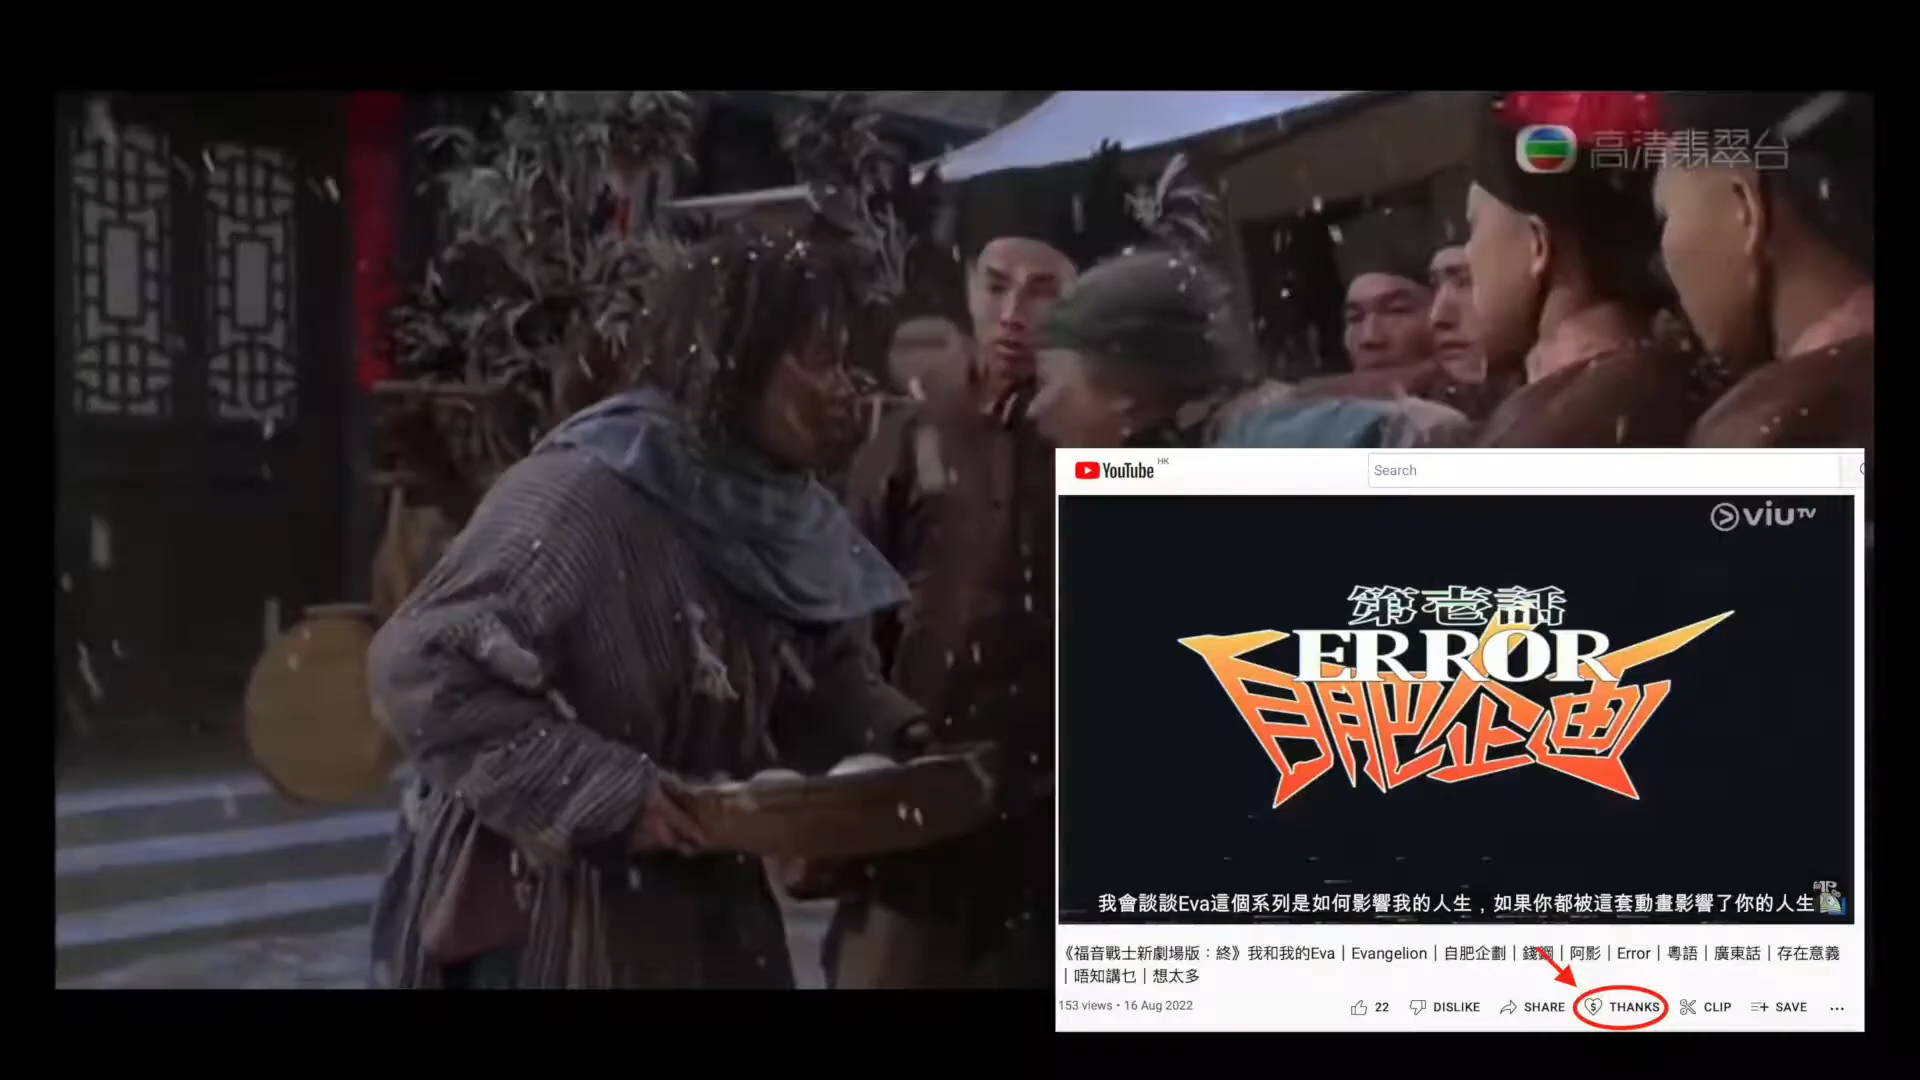 高清翡翠台
YouTube HK
Search
viuTV
第壱話
ERROR
自肥企画
我會談談Eva這個系列是如何影響我的人生，如果你都被這套動畫影響了你的人生
《福音戰士新劇場版：終》我和我的Eva｜Evangelion｜自肥企劃｜錢鋼｜阿影｜Error｜粵語｜廣東話｜存在意義
｜唔知講乜｜想太多
153 views • 16 Aug 2022
22 DISLIKE SHARE THANKS CLIP SAVE ...